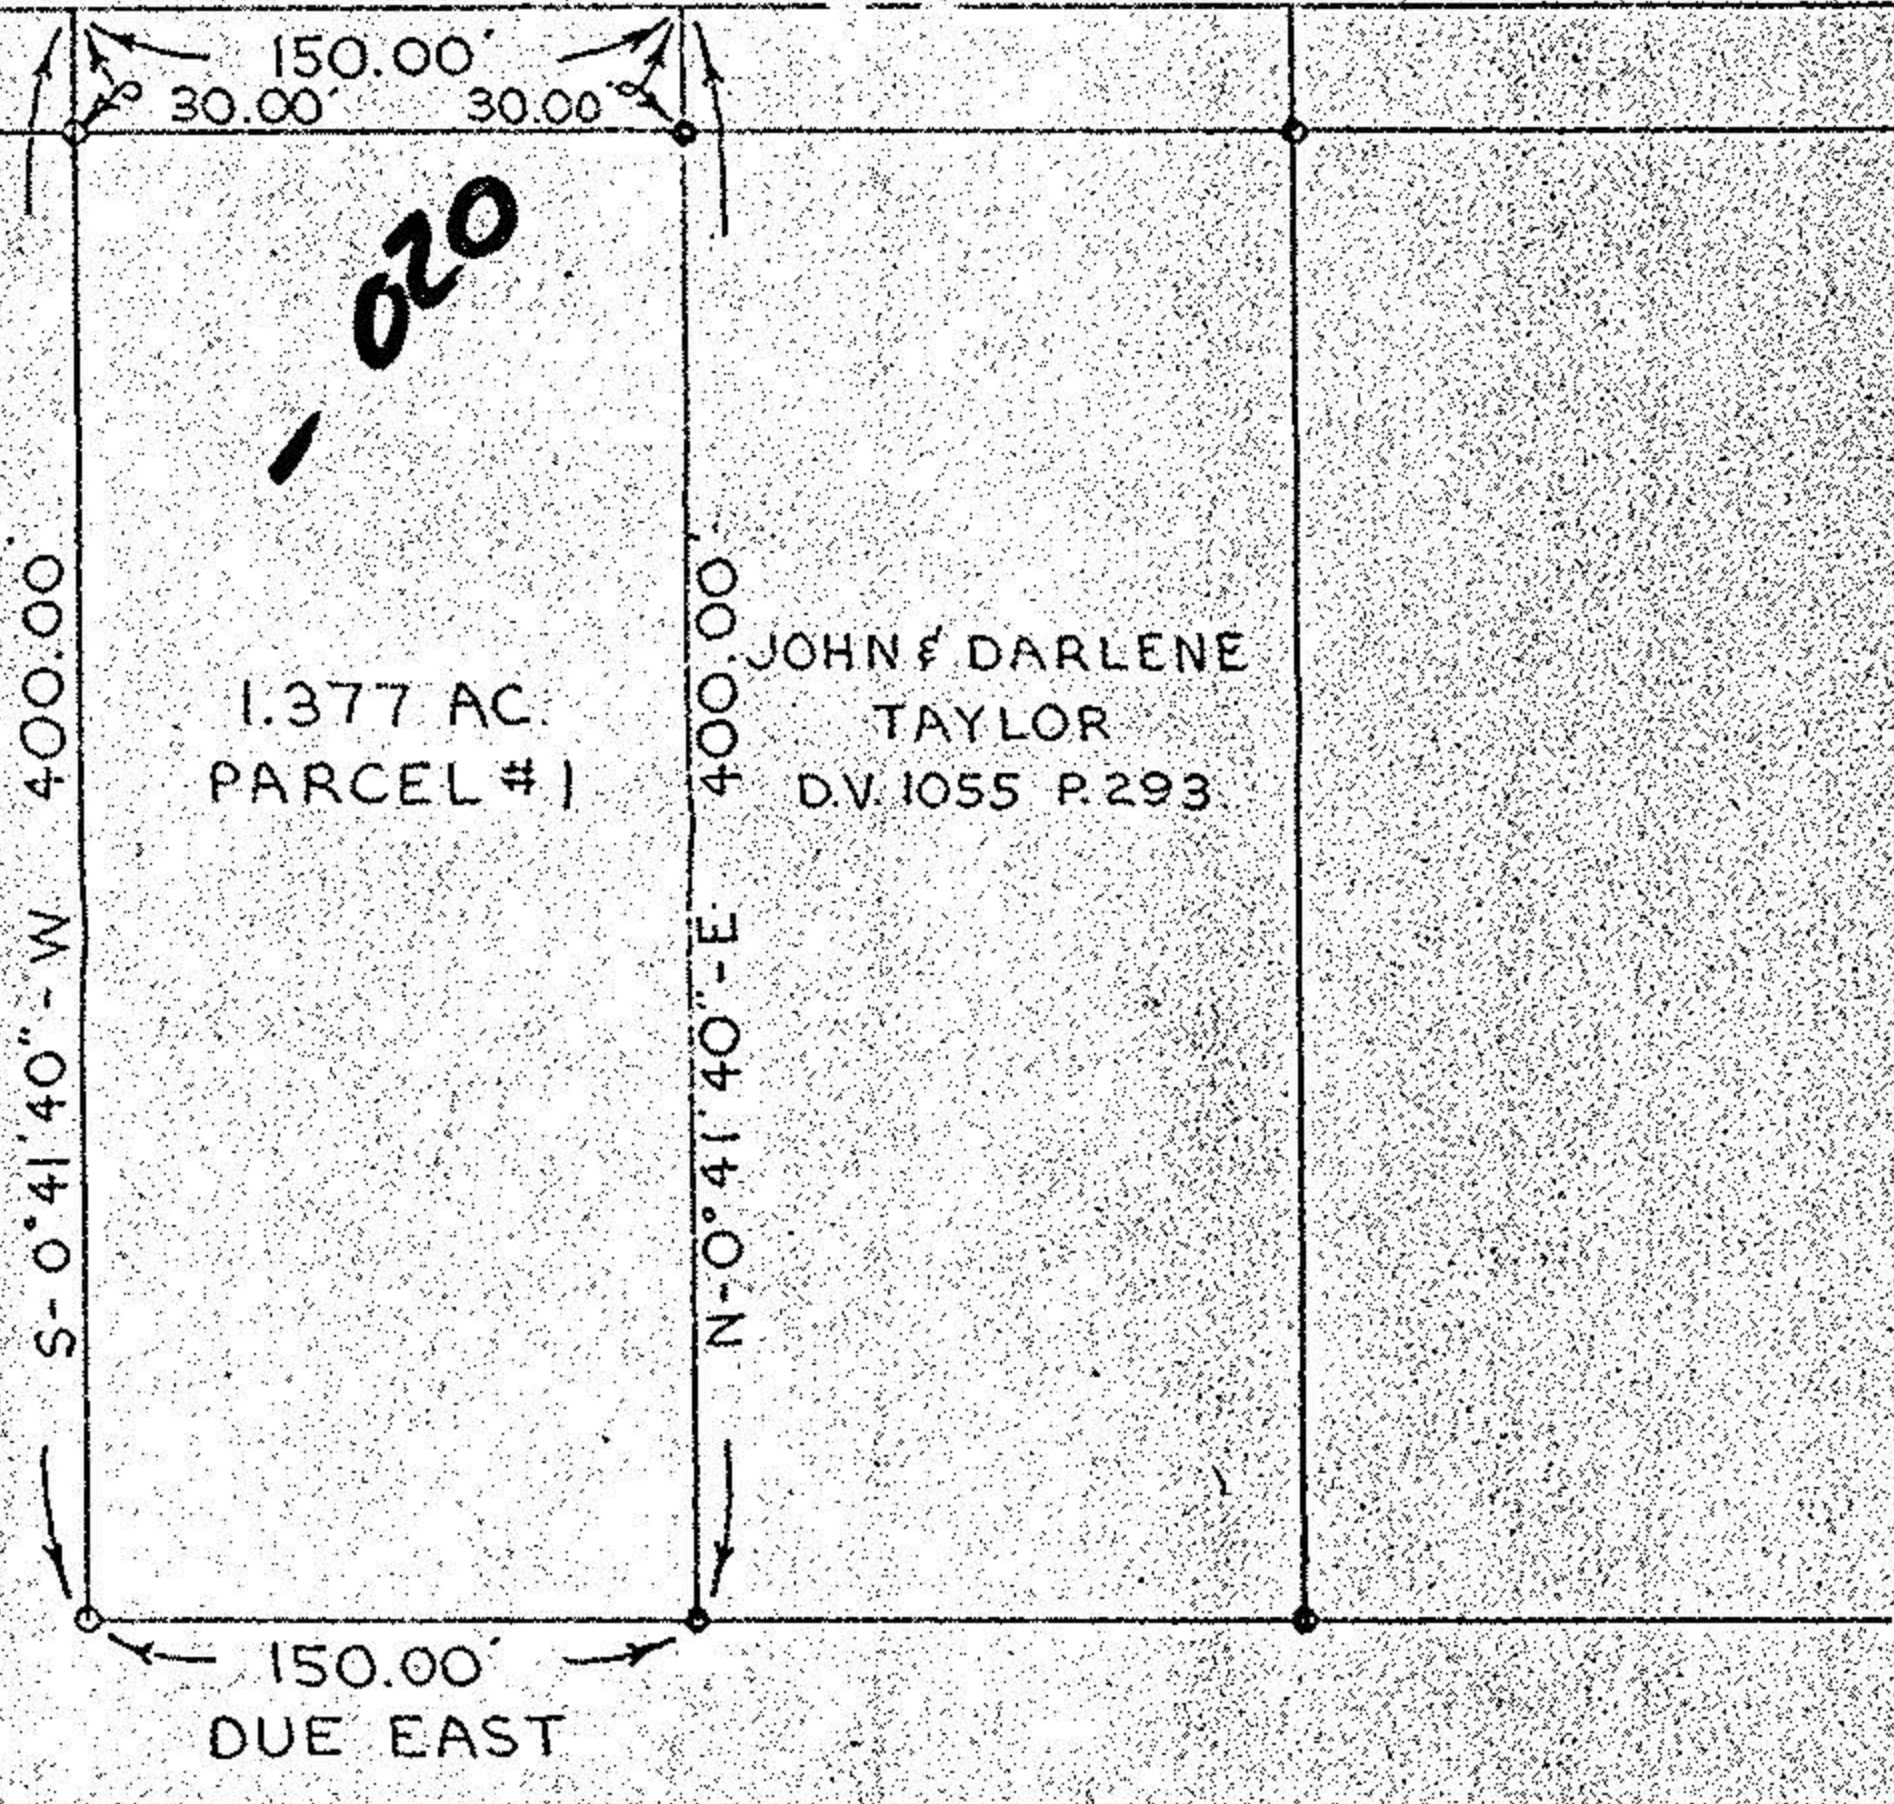 150.00'
30.00' 30.00'
- 020
S-0°41'40"-W 400.00
1.377 AC.
PARCEL #1
N-0°41'40"-E 400.00'
JOHN & DARLENE
TAYLOR
D.V. 1055 P. 293
150.00'
DUE EAST